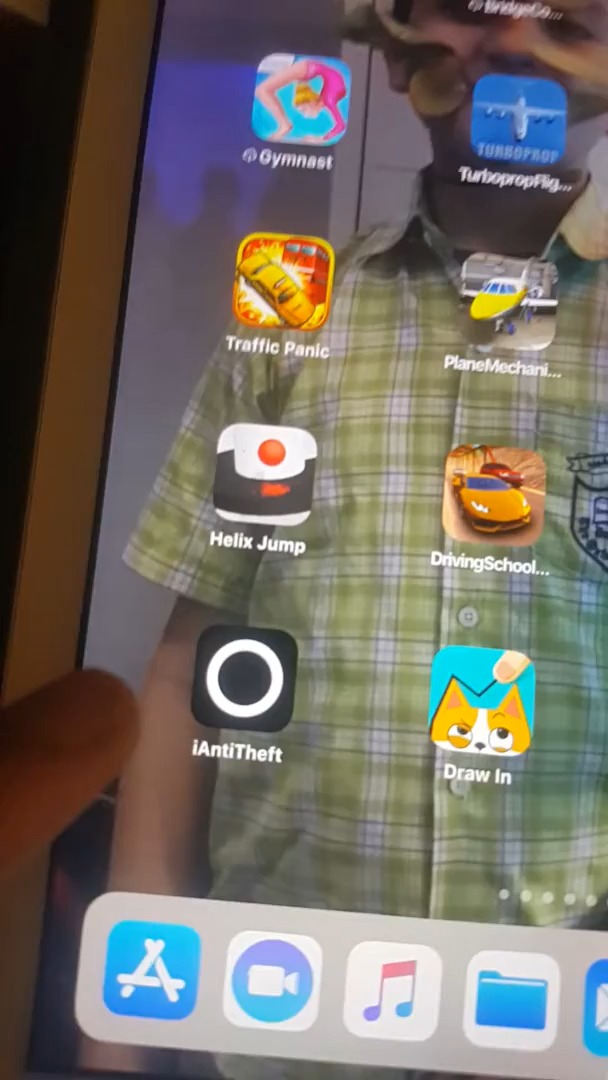 BridgeCo...
Gymnast
TURBOPROP
TurbopropFlig...
Traffic Panic
PlaneMechani...
Helix Jump
DrivingSchool...
iAntiTheft
Draw In